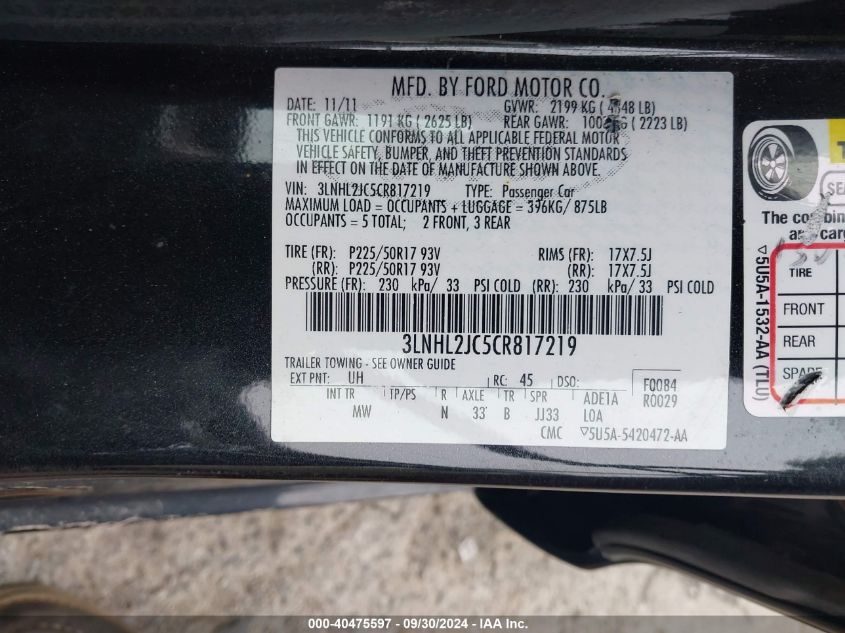 MFD. BY FORD MOTOR CO.
DATE: 11/11 GVWR: 2199 KG ( 4848 LB)
FRONT GAWR: 1191 KG ( 2625 LB) REAR GAWR: 1008 KG ( 2223 LB)
THIS VEHICLE CONFORMS TO ALL APPLICABLE FEDERAL MOTOR
VEHICLE SAFETY, BUMPER, AND THEFT PREVENTION STANDARDS
IN EFFECT ON THE DATE OF MANUFACTURE SHOWN ABOVE.
VIN: 3LNHL2JC5CR817219 TYPE: Passenger Car
MAXIMUM LOAD = OCCUPANTS + LUGGAGE = 396KG/ 875LB
OCCUPANTS = 5 TOTAL; 2 FRONT, 3 REAR
TIRE (FR): P225/50R17 93V RIMS (FR): 17X7.5J
(RR): P225/50R17 93V (RR): 17X7.5J
PRESSURE (FR): 230 kPa/ 33 PSI COLD (RR): 230 kPa/ 33 PSI COLD
3LNHL2JC5CR817219
TRAILER TOWING - SEE OWNER GUIDE
EXT PNT: UH RC: 45 DSO: F0084
R0029
INT TR TP/PS R AXLE TR SPR ADE1A
MW N 33 B JJ33 LOA
CMC ▽5U5A-5420472-AA
The
and
TIRE
FRONT
REAR
SPARE
▽5U5A-1532-AA (TLU)
000-40475597 - 09/30/2024 - IAA Inc.